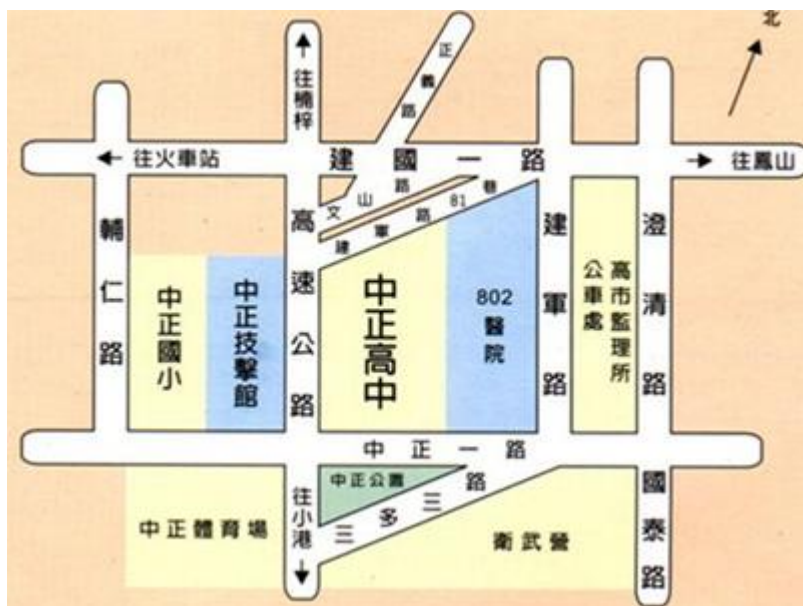 北
正義路
往楠梓
往火車站
建國一路
往鳳山
文山路
建軍路81巷
輔仁路
高速公路
建軍路
澄清路
中正國小
中正技擊館
中正高中
802
醫院
高市監理所
公車處
中正一路
中正公園
三多三路
往小港
中正體育場
衛武營
國泰路